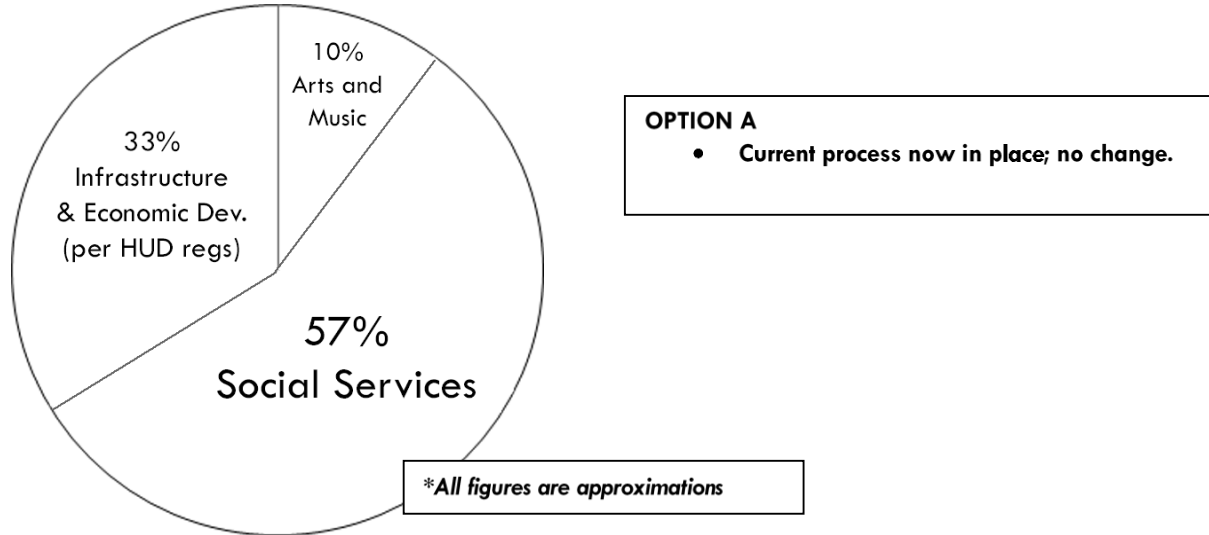 10%
Arts and
Music
33%
Infrastructure
& Economic Dev.
(per HUD regs)
57%
Social Services
OPTION A
• Current process now in place; no change.
*All figures are approximations